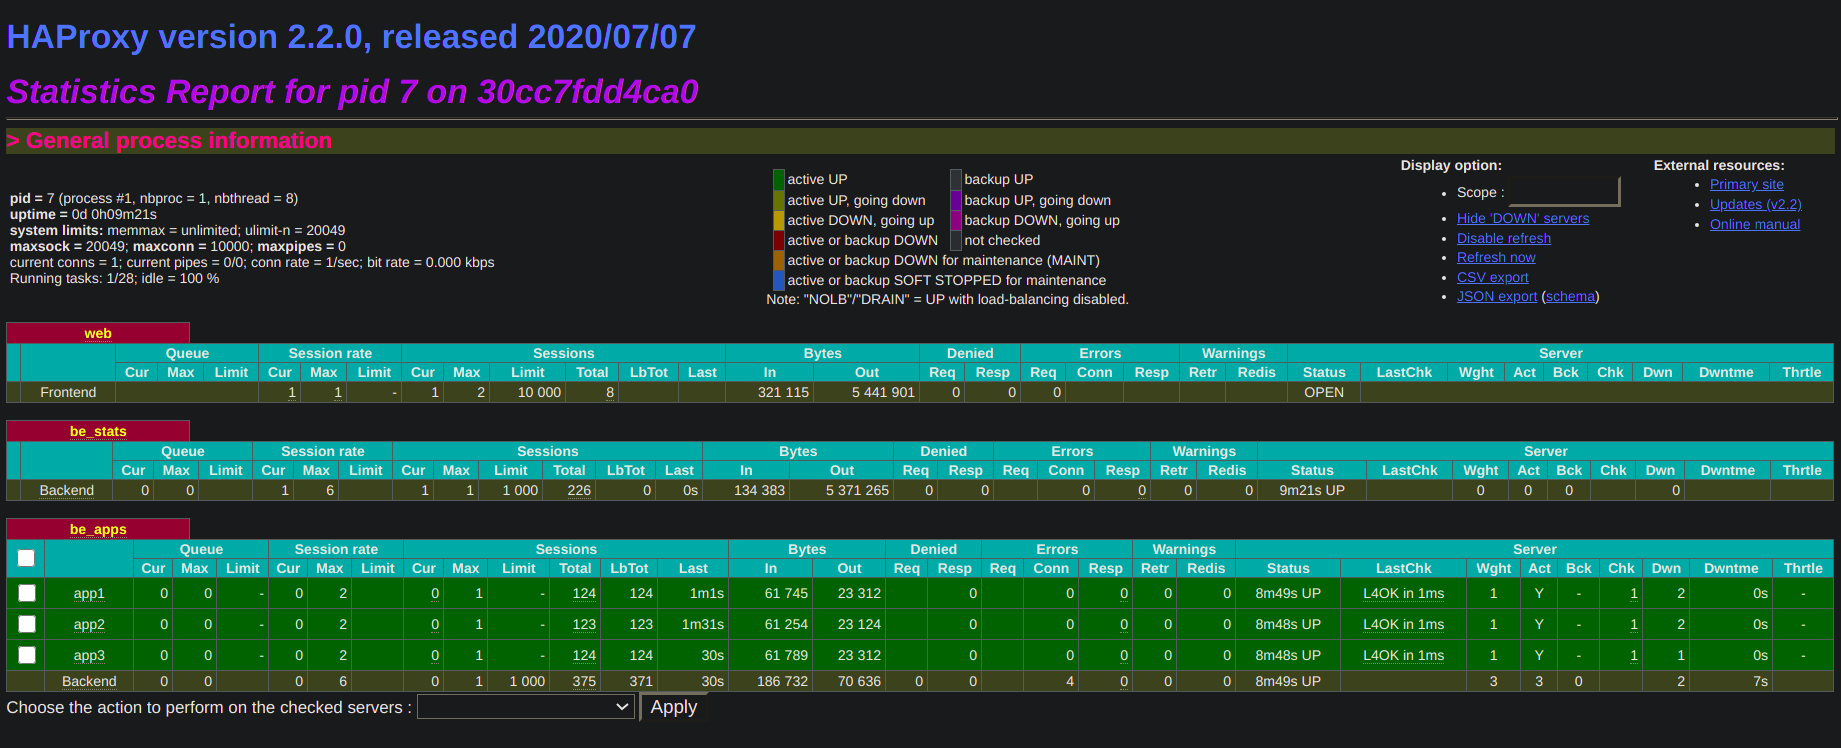 HAProxy version 2.2.0, released 2020/07/07
Statistics Report for pid 7 on 30cc7fdd4ca0
> General process information
pid = 7 (process #1, nbproc = 1, nbthread = 8)
uptime = 0d 0h09m21s
system limits: memmax = unlimited; ulimit-n = 20049
maxsock = 20049; maxconn = 10000; maxpipes = 0
current conns = 1; current pipes = 0/0; conn rate = 1/sec; bit rate = 0.000 kbps
Running tasks: 1/28; idle = 100 %
active UP backup UP
active UP, going down backup UP, going down
active DOWN, going up backup DOWN, going up
active or backup DOWN not checked
active or backup DOWN for maintenance (MAINT)
active or backup SOFT STOPPED for maintenance
Note: "NOLB"/"DRAIN" = UP with load-balancing disabled.
Display option:
• Scope :
• Hide 'DOWN' servers
• Disable refresh
• Refresh now
• CSV export
• JSON export (schema)
External resources:
• Primary site
• Updates (v2.2)
• Online manual
web
Queue Session rate Sessions Bytes Denied Errors Warnings Server
Cur Max Limit Cur Max Limit Cur Max Limit Total LbTot Last In Out Req Resp Req Conn Resp Retr Redis Status LastChk Wght Act Bck Chk Dwn Dwntme Thrtle
Frontend 1 1 - 1 2 10 000 8 321 115 5 441 901 0 0 0 OPEN
be_stats
Queue Session rate Sessions Bytes Denied Errors Warnings Server
Cur Max Limit Cur Max Limit Cur Max Limit Total LbTot Last In Out Req Resp Req Conn Resp Retr Redis Status LastChk Wght Act Bck Chk Dwn Dwntme Thrtle
Backend 0 0 1 6 1 1 1 000 226 0 0s 134 383 5 371 265 0 0 0 0 0 0 9m21s UP 0 0 0 0
be_apps
Queue Session rate Sessions Bytes Denied Errors Warnings Server
Cur Max Limit Cur Max Limit Cur Max Limit Total LbTot Last In Out Req Resp Req Conn Resp Retr Redis Status LastChk Wght Act Bck Chk Dwn Dwntme Thrtle
app1 0 0 - 0 2 0 1 - 124 124 1m1s 61 745 23 312 0 0 0 0 0 8m49s UP L4OK in 1ms 1 Y - 1 2 0s -
app2 0 0 - 0 2 0 1 - 123 123 1m31s 61 254 23 124 0 0 0 0 0 8m48s UP L4OK in 1ms 1 Y - 1 2 0s -
app3 0 0 - 0 2 0 1 - 124 124 30s 61 789 23 312 0 0 0 0 0 8m48s UP L4OK in 1ms 1 Y - 1 1 0s -
Backend 0 0 0 6 0 1 1 000 375 371 30s 186 732 70 636 0 0 4 0 0 0 8m49s UP 3 3 0 2 7s
Choose the action to perform on the checked servers : Apply